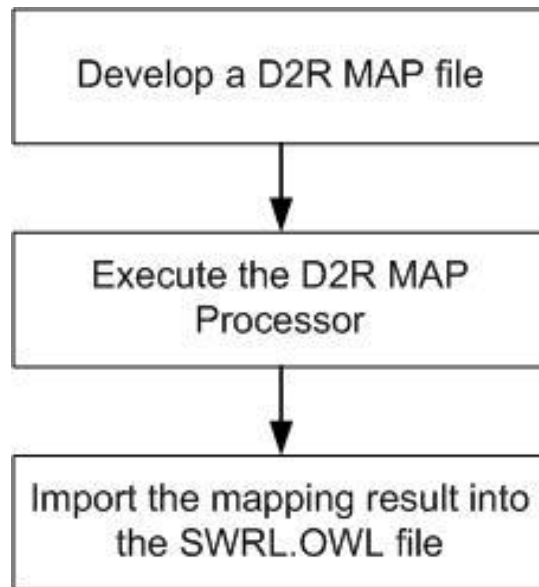 Develop a D2R MAP file
Execute the D2R MAP
Processor
Import the mapping result into
the SWRL.OWL file